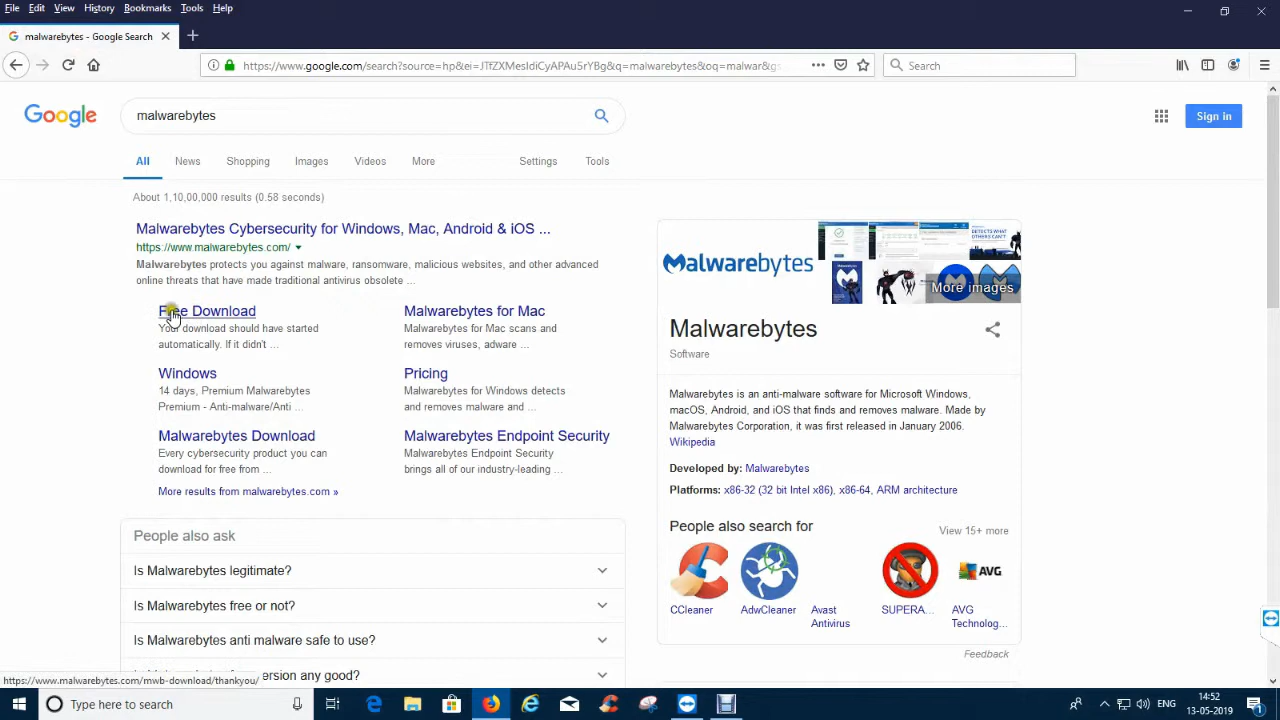 File Edit View History Bookmarks Tools Help
malwarebytes - Google Search
https://www.google.com/search?source=hp&ei=JTfZXMesIdiCyAPAu5rYBg&q=malwarebytes&oq=malwar&gs
Search
Google
malwarebytes
Sign in
All News Shopping Images Videos More Settings Tools
About 1,10,00,000 results (0.58 seconds)
Malwarebytes Cybersecurity for Windows, Mac, Android & iOS ...
https://www.malwarebytes.com/
Malwarebytes protects you against malware, ransomware, malicious websites, and other advanced
online threats that have made traditional antivirus obsolete ...
Free Download
Your download should have started
automatically. If it didn't ...
Malwarebytes for Mac
Malwarebytes for Mac scans and
removes viruses, adware ...
Windows
14 days, Premium Malwarebytes
Premium - Anti-malware/Anti ...
Pricing
Malwarebytes for Windows detects
and removes malware and ...
Malwarebytes Download
Every cybersecurity product you can
download for free from ...
Malwarebytes Endpoint Security
Malwarebytes Endpoint Security
brings all of our industry-leading ...
More results from malwarebytes.com »
People also ask
Is Malwarebytes legitimate?
Is Malwarebytes free or not?
Is Malwarebytes anti malware safe to use?
version any good?
malwarebytes
DETECTS WHAT
OTHERS CAN'T
More images
Malwarebytes
Software
Malwarebytes is an anti-malware software for Microsoft Windows,
macOS, Android, and iOS that finds and removes malware. Made by
Malwarebytes Corporation, it was first released in January 2006.
Wikipedia
Developed by: Malwarebytes
Platforms: x86-32 (32 bit Intel x86), x86-64, ARM architecture
People also search for
View 15+ more
CCleaner
AdwCleaner
Avast
Antivirus
SUPERA...
AVG
AVG
Technolog...
Feedback
https://www.malwarebytes.com/mwb-download/thankyou/
Type here to search
ENG
14:52
13-05-2019
1